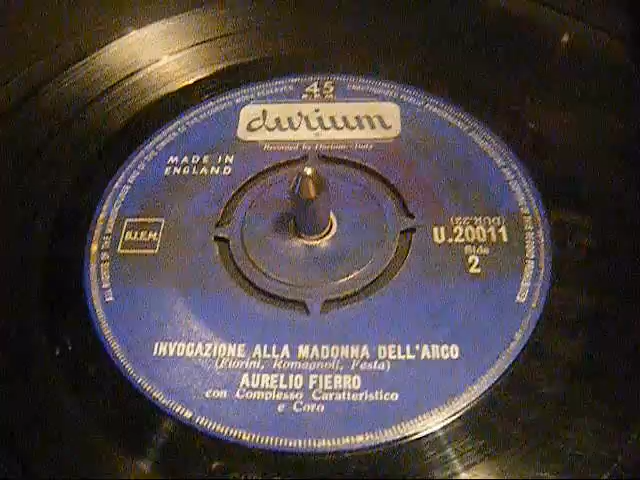 45
durium
Recorded by Durium - Italy
MADE IN
ENGLAND
B.I.E.M.
U.20011
Side
2
INVOCAZIONE ALLA MADONNA DELL'ARCO
(Fiorini, Romagnoli, Festa)
AURELIO FIERRO
con Complesso Caratteristico
e Coro